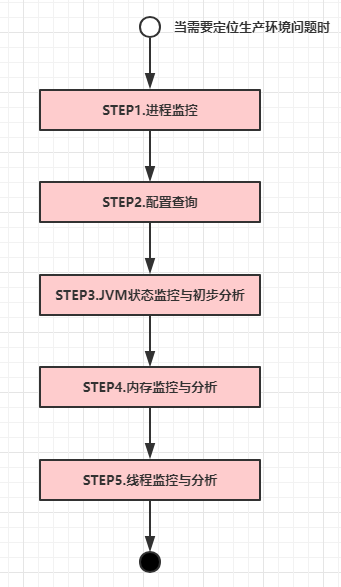 当需要定位生产环境问题时
STEP1.进程监控
STEP2.配置查询
STEP3.JVM状态监控与初步分析
STEP4.内存监控与分析
STEP5.线程监控与分析